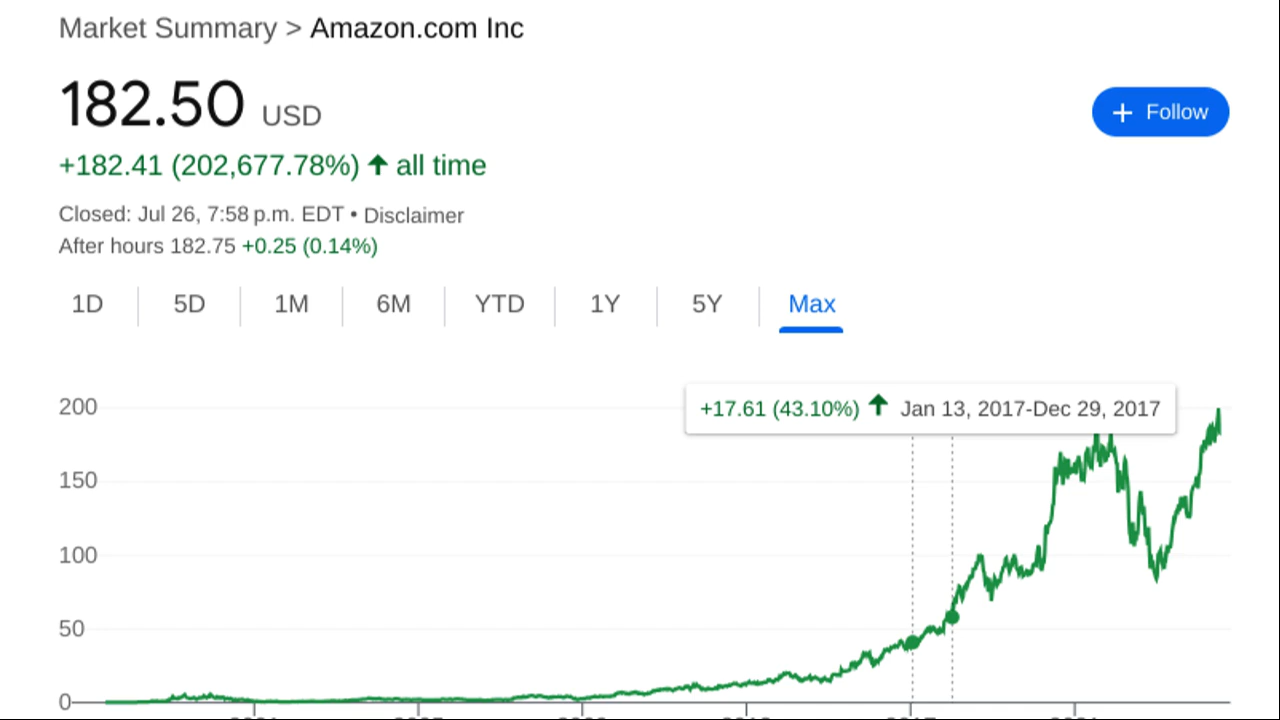 Market Summary > Amazon.com Inc
182.50 USD
+ Follow
+182.41 (202,677.78%) ↑ all time
Closed: Jul 26, 7:58 p.m. EDT • Disclaimer
After hours 182.75 +0.25 (0.14%)
1D 5D 1M 6M YTD 1Y 5Y Max
+17.61 (43.10%) ↑ Jan 13, 2017-Dec 29, 2017
200
150
100
50
0